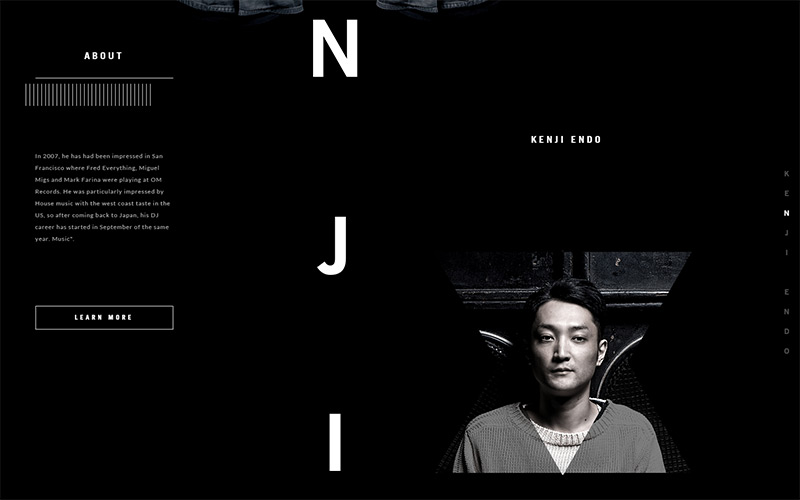 ABOUT
In 2007, he has had been impressed in San
Francisco where Fred Everything, Miguel
Migs and Mark Farina were playing at OM
Records. He was particularly impressed by
House music with the west coast taste in the
US, so after coming back to Japan, his DJ
career has started in September of the same
year. Music".
LEARN MORE
N
J
I
KENJI ENDO
K
E
N
J
I
E
N
D
O